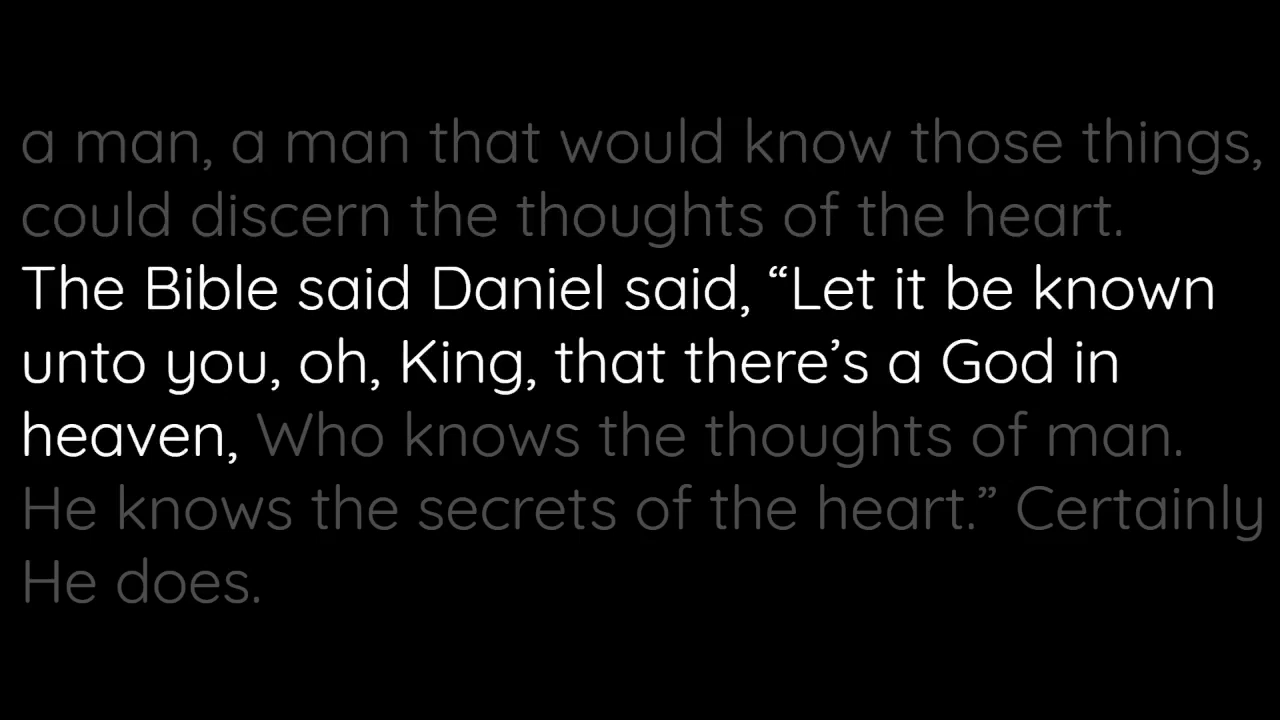 a man, a man that would know those things,
could discern the thoughts of the heart.
The Bible said Daniel said, “Let it be known
unto you, oh, King, that there’s a God in
heaven, Who knows the thoughts of man.
He knows the secrets of the heart.” Certainly
He does.